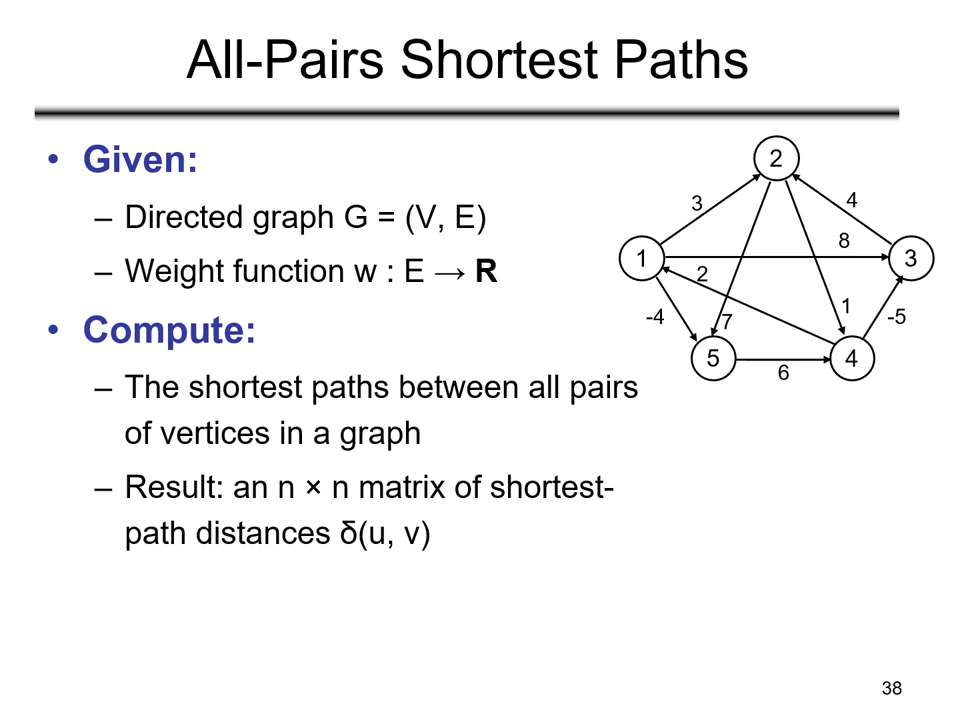 All-Pairs Shortest Paths
• Given:
– Directed graph G = (V, E)
– Weight function w : E → R
• Compute:
– The shortest paths between all pairs
of vertices in a graph
– Result: an n × n matrix of shortest-
path distances δ(u, v)
2
3
4
8
1
3
2
-4
7
1
-5
5
4
6
38